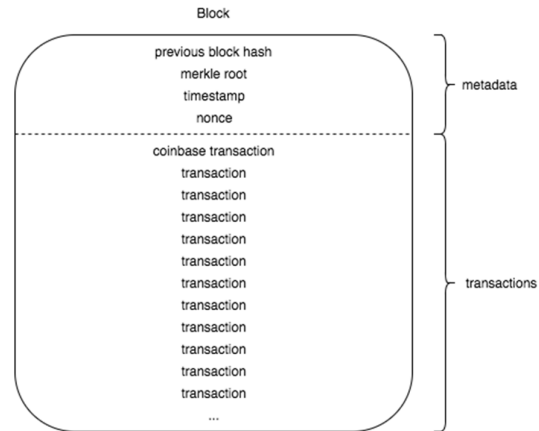 Block
previous block hash
merkle root
timestamp
nonce
metadata
coinbase transaction
transaction
transaction
transaction
transaction
transaction
transaction
transaction
transaction
transaction
transaction
transaction
...
transactions